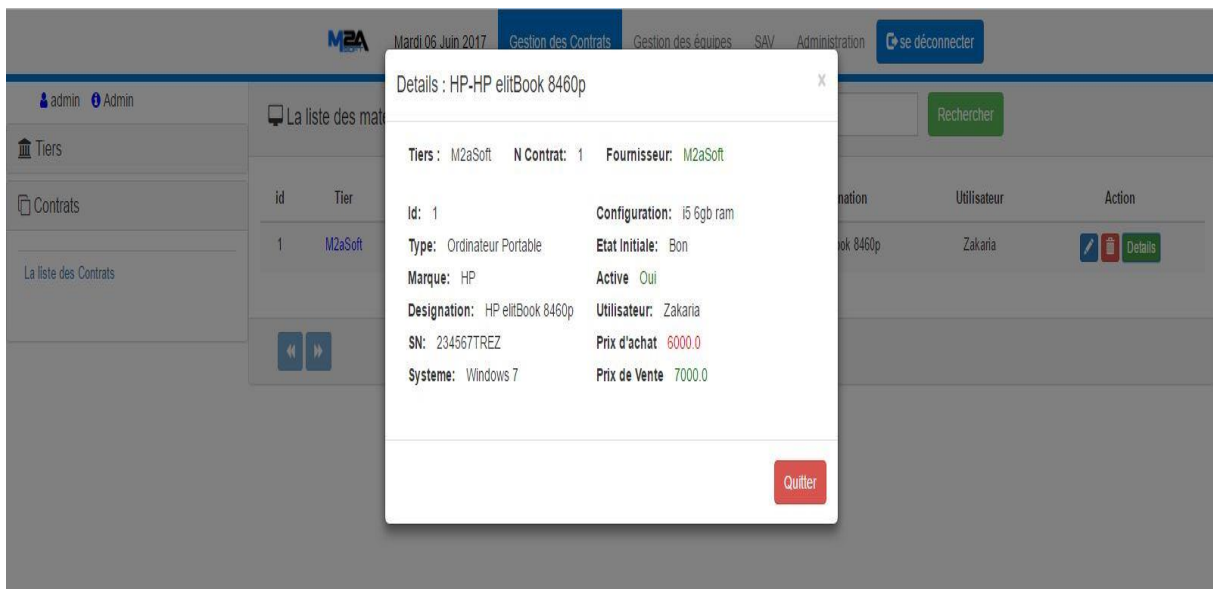 M2A SOFT Mardi 06 Juin 2017 Gestion des Contrats Gestion des équipes SAV Administration se déconnecter
admin Admin
Tiers
Contrats
La liste des Contrats
La liste des Rechercher
id Tier Utilisateur Action
1 M2aSoft 8460p Zakaria Details
Details : HP-HP elitBook 8460p x
Tiers : M2aSoft N Contrat: 1 Fournisseur: M2aSoft
Id: 1 Configuration: i5 6gb ram
Type: Ordinateur Portable Etat Initiale: Bon
Marque: HP Active Oui
Designation: HP elitBook 8460p Utilisateur: Zakaria
SN: 234567TREZ Prix d'achat 6000.0
Systeme: Windows 7 Prix de Vente 7000.0
Quitter